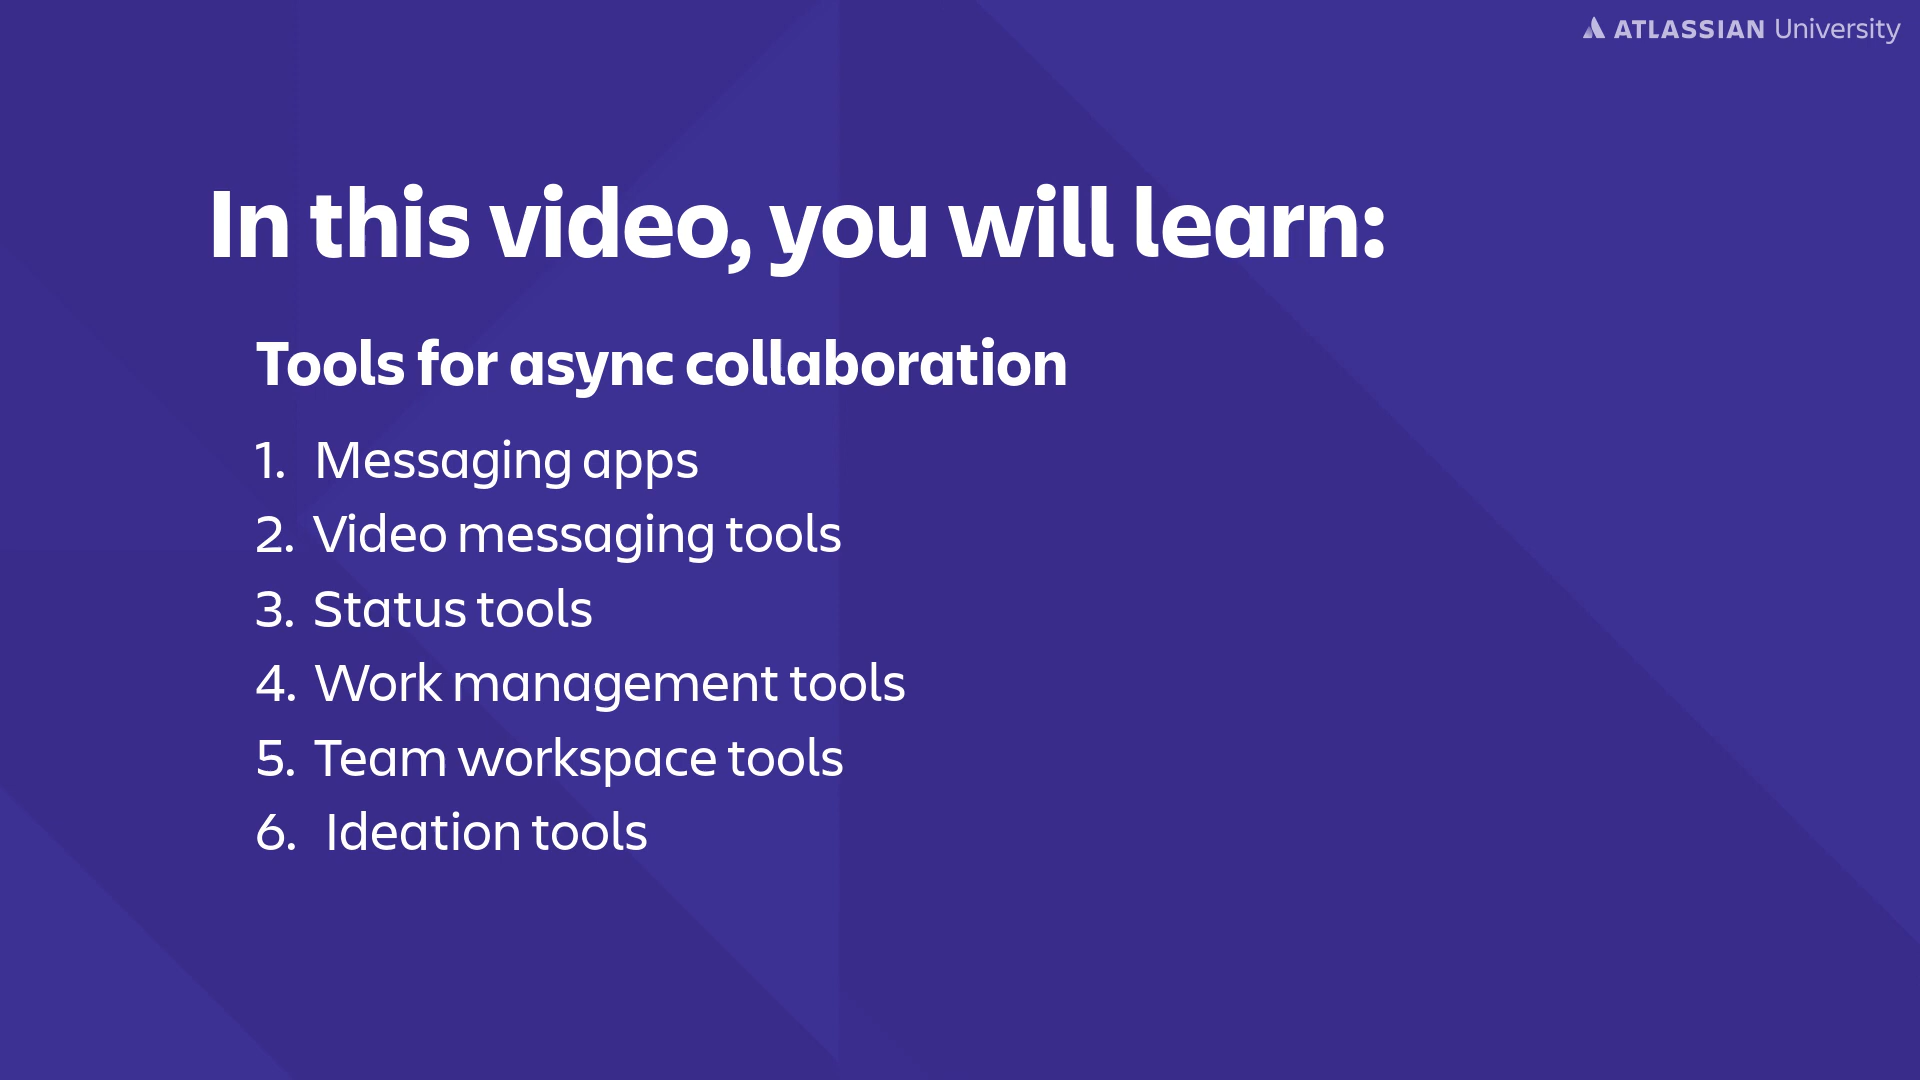 ATLASSIAN University
In this video, you will learn:
Tools for async collaboration
1. Messaging apps
2. Video messaging tools
3. Status tools
4. Work management tools
5. Team workspace tools
6. Ideation tools